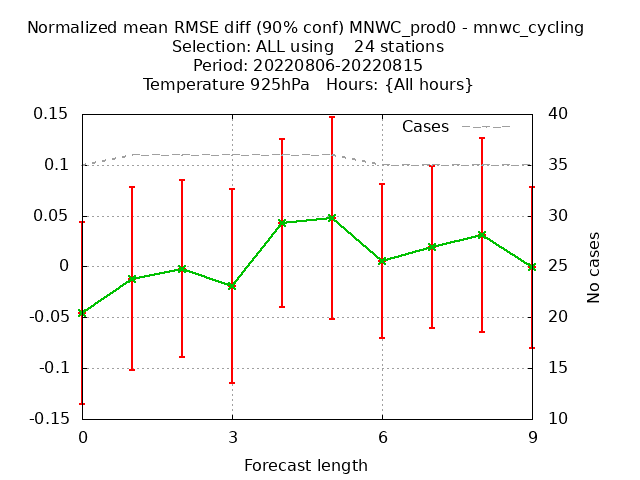 Normalized mean RMSE diff (90% conf) MNWC_prod0 - mnwc_cycling
Selection: ALL using    24 stations
Period: 20220806-20220815
Temperature 925hPa   Hours: {All hours}
0.15
0.1
0.05
0
-0.05
-0.1
-0.15
Cases
40
35
30
25
20
15
10
No cases
0 3 6 9
Forecast length